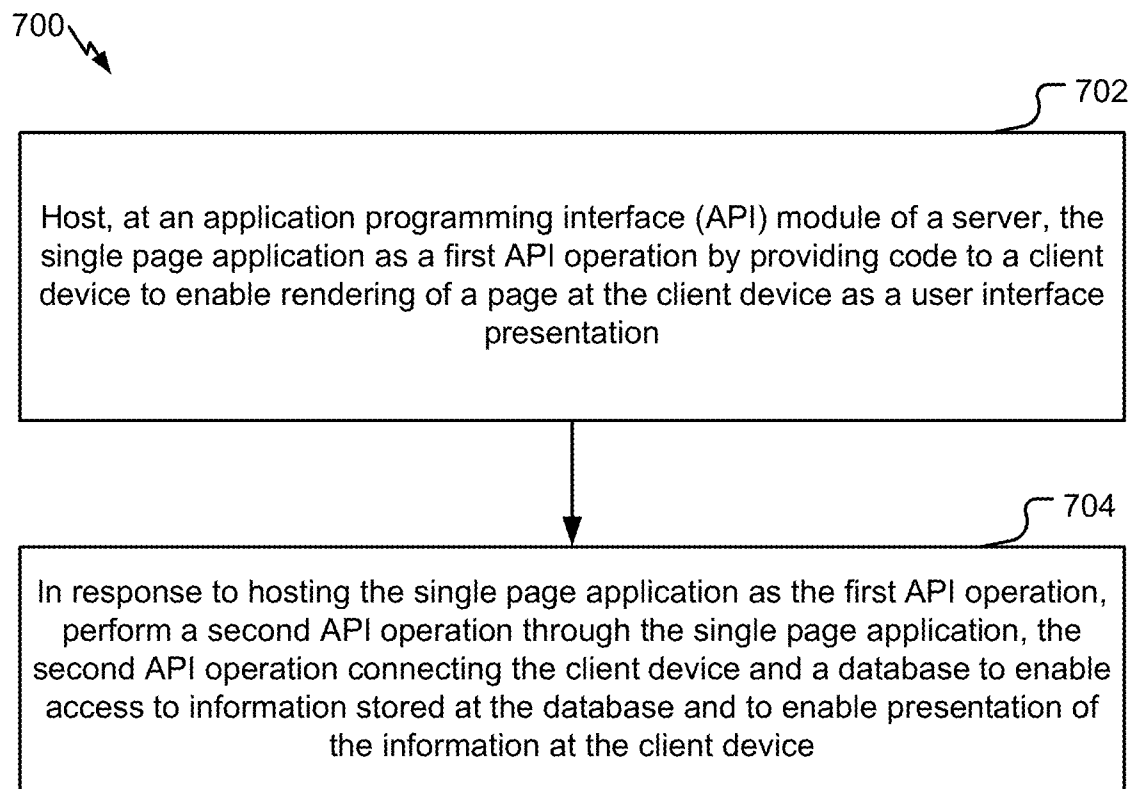 700
702
Host, at an application programming interface (API) module of a server, the
single page application as a first API operation by providing code to a client
device to enable rendering of a page at the client device as a user interface
presentation
704
In response to hosting the single page application as the first API operation,
perform a second API operation through the single page application, the
second API operation connecting the client device and a database to enable
access to information stored at the database and to enable presentation of
the information at the client device